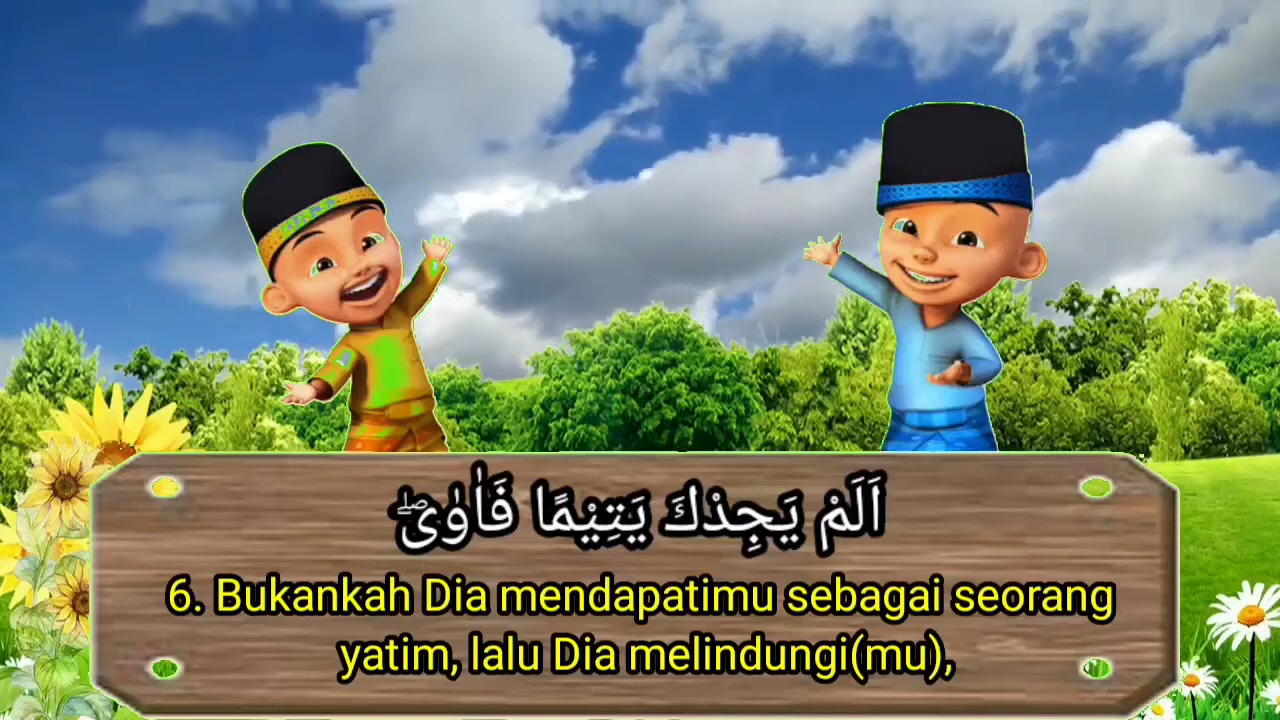 اَلَمْ يَجِدْكَ يَتِيْمًا فَاٰوٰىۖ
6. Bukankah Dia mendapatimu sebagai seorang
yatim, lalu Dia melindungi(mu),